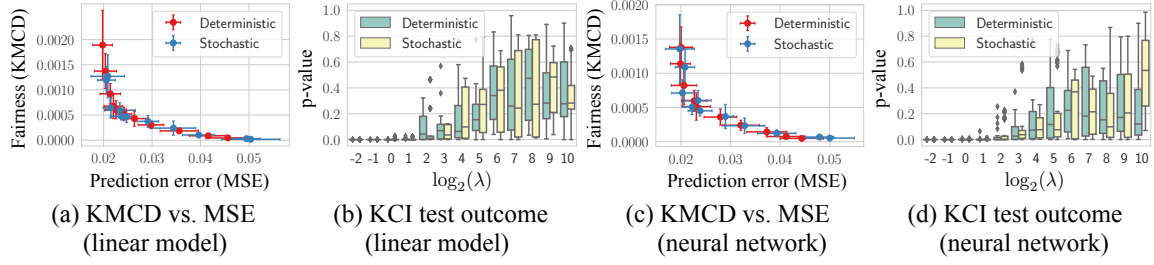 Fairness (KMCD)
0.0020
0.0015
0.0010
0.0005
0.0000
Deterministic
Stochastic
0.02 0.03 0.04 0.05
Prediction error (MSE)
(a) KMCD vs. MSE
(linear model)
p-value
1.0
0.8
0.6
0.4
0.2
0.0
Deterministic
Stochastic
-2 -1 0 1 2 3 4 5 6 7 8 9 10
log₂(λ)
(b) KCI test outcome
(linear model)
Fairness (KMCD)
0.0020
0.0015
0.0010
0.0005
0.0000
Deterministic
Stochastic
0.02 0.03 0.04 0.05
Prediction error (MSE)
(c) KMCD vs. MSE
(neural network)
p-value
1.0
0.8
0.6
0.4
0.2
0.0
Deterministic
Stochastic
-2 -1 0 1 2 3 4 5 6 7 8 9 10
log₂(λ)
(d) KCI test outcome
(neural network)